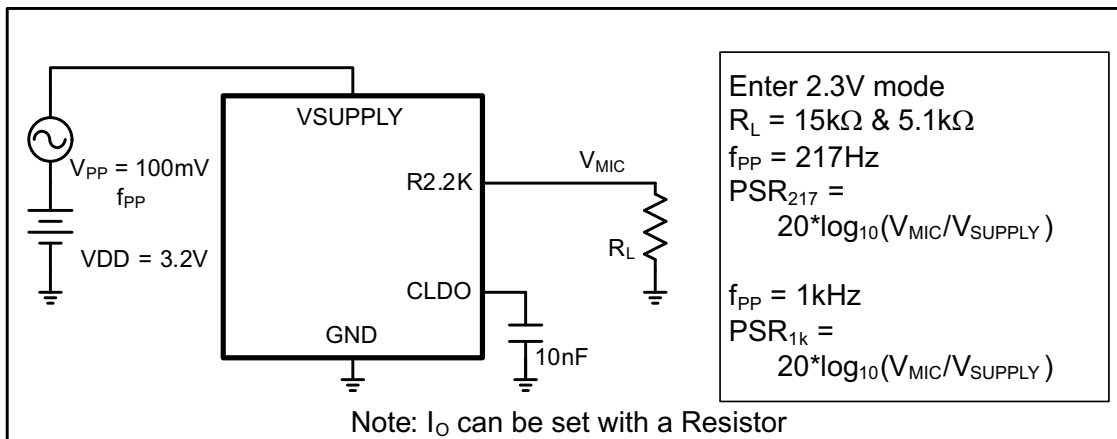 VSUPPLY
V_PP = 100mV
f_PP
VDD = 3.2V
R2.2K
V_MIC
R_L
CLDO
GND
10nF
Enter 2.3V mode
R_L = 15kΩ & 5.1kΩ
f_PP = 217Hz
PSR_217 =
20*log_10(V_MIC/V_SUPPLY)
f_PP = 1kHz
PSR_1k =
20*log_10(V_MIC/V_SUPPLY)
Note: I_O can be set with a Resistor